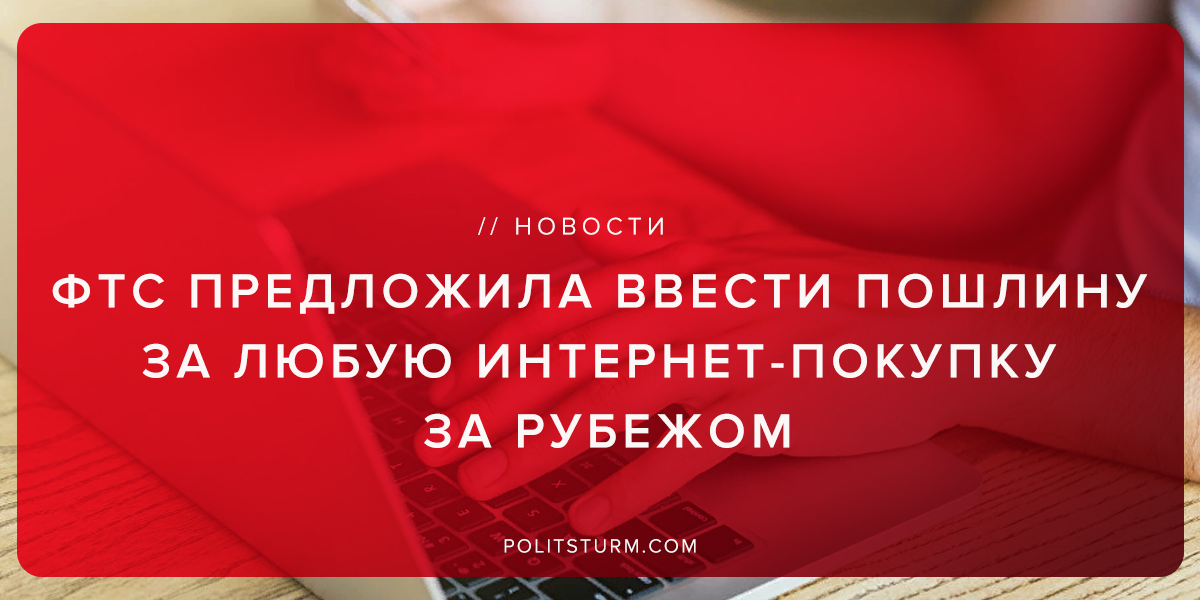 // НОВОСТИ
ФТС ПРЕДЛОЖИЛА ВВЕСТИ ПОШЛИНУ
ЗА ЛЮБУЮ ИНТЕРНЕТ-ПОКУПКУ
ЗА РУБЕЖОМ
POLITSTURM.COM